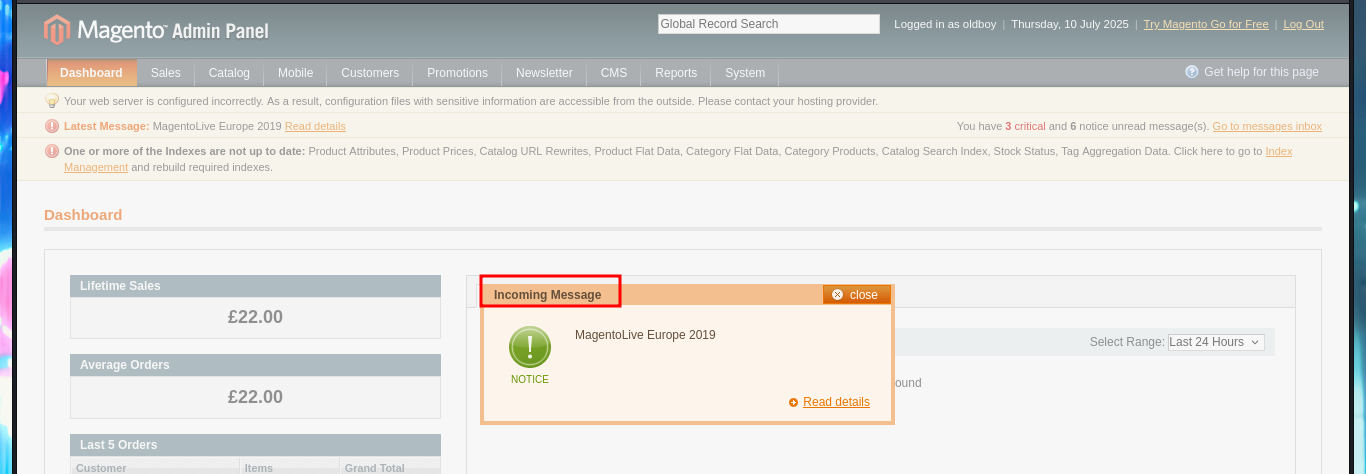 Magento™ Admin Panel
Global Record Search
Logged in as oldboy | Thursday, 10 July 2025 | Try Magento Go for Free | Log Out
Dashboard Sales Catalog Mobile Customers Promotions Newsletter CMS Reports System
Get help for this page
Your web server is configured incorrectly. As a result, configuration files with sensitive information are accessible from the outside. Please contact your hosting provider.
Latest Message: MagentoLive Europe 2019 Read details
You have 3 critical and 6 notice unread message(s). Go to messages inbox
One or more of the Indexes are not up to date: Product Attributes, Product Prices, Catalog URL Rewrites, Product Flat Data, Category Flat Data, Category Products, Catalog Search Index, Stock Status, Tag Aggregation Data. Click here to go to Index
Management and rebuild required indexes.
Dashboard
Lifetime Sales
£22.00
Average Orders
£22.00
Last 5 Orders
Customer Items Grand Total
Incoming Message
close
MagentoLive Europe 2019
NOTICE
Read details
Select Range: Last 24 Hours
ound